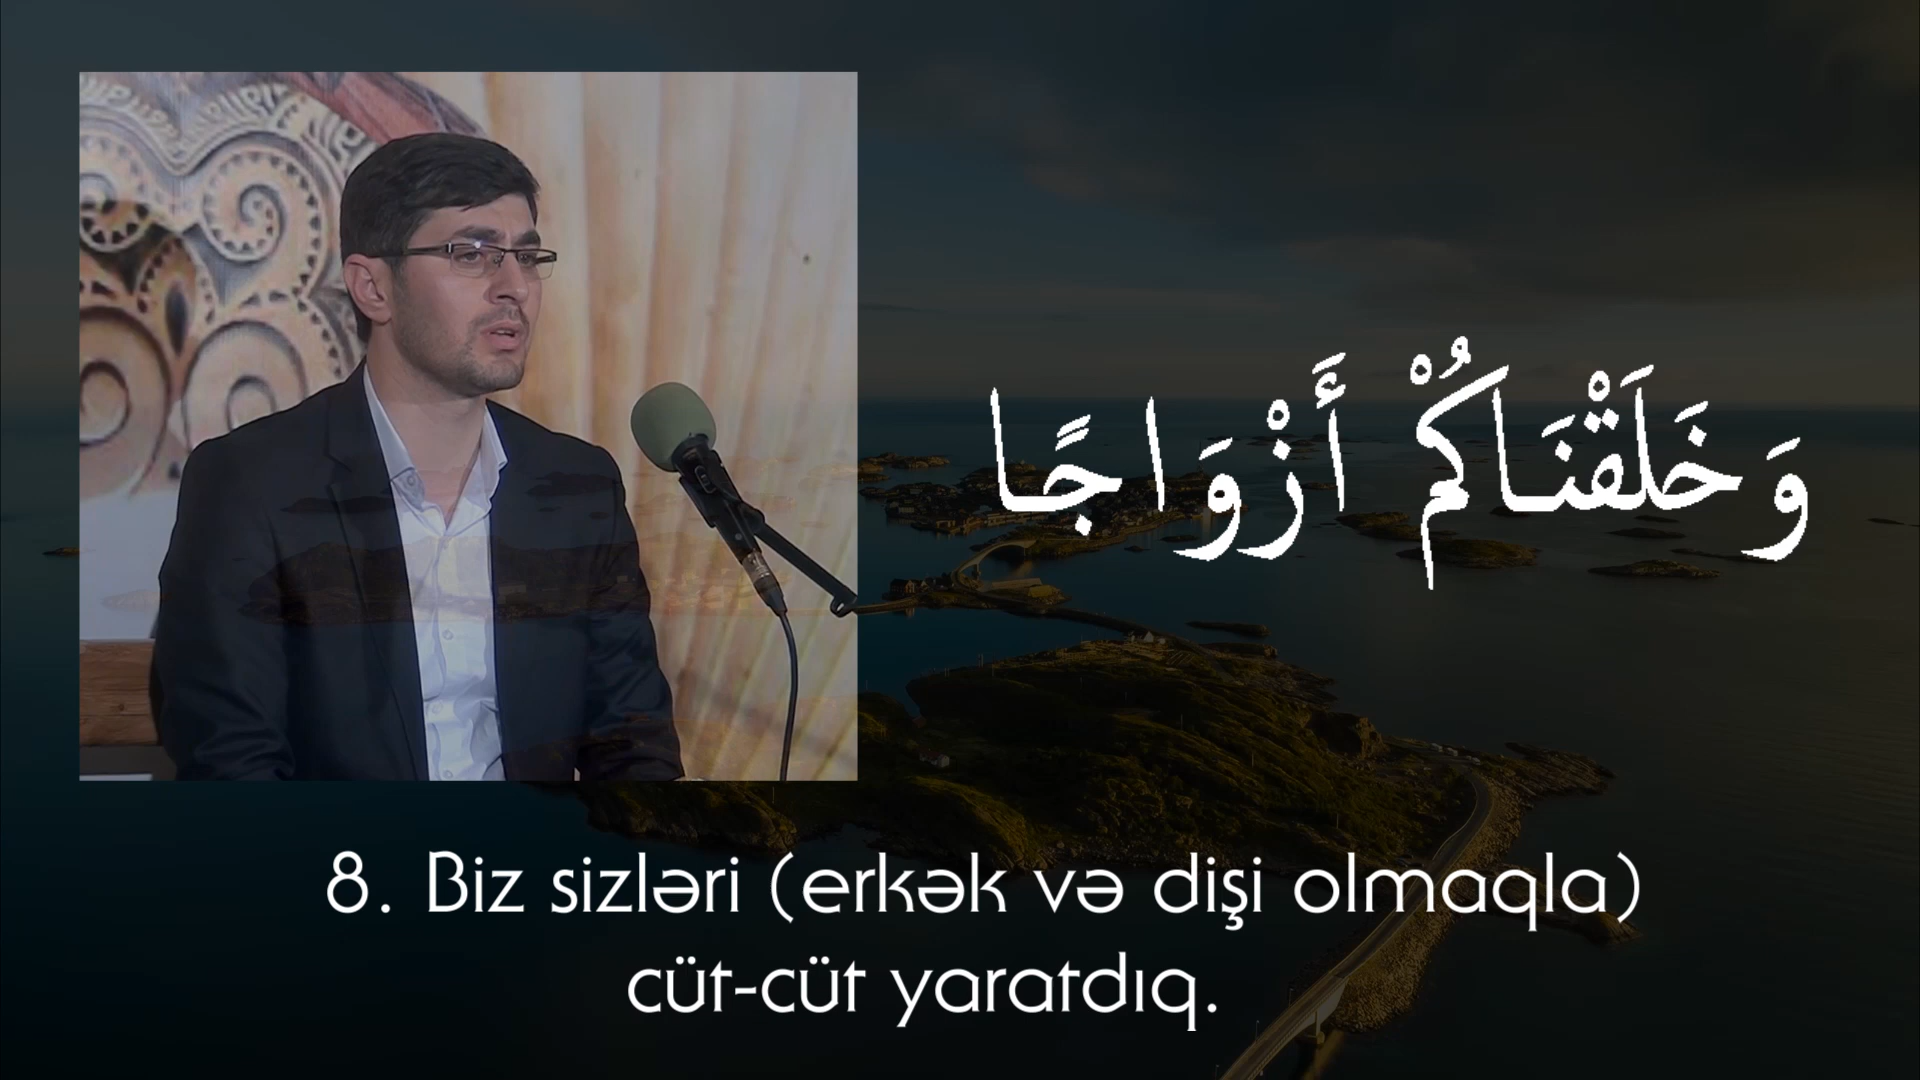 وَخَلَقْنَاكُمْ أَزْوَاجًا
8. Biz sizləri (erkək və dişi olmaqla)
cüt-cüt yaratdıq.